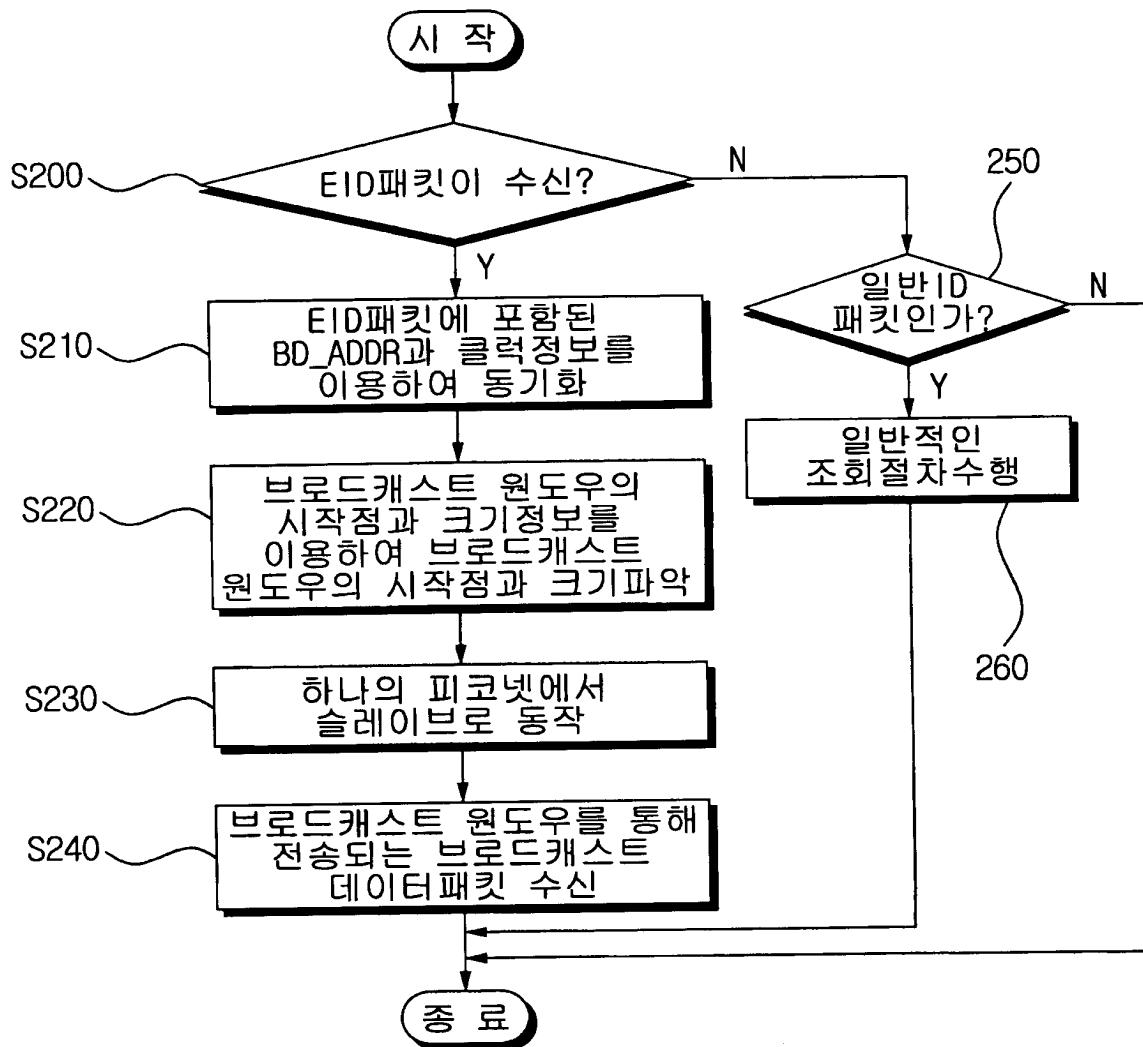 시 작
S200
EID패킷이 수신?
N
Y
250
일반ID
패킷인가?
N
Y
S210
EID패킷에 포함된
BD_ADDR과 클럭정보를
이용하여 동기화
일반적인
조회절차수행
260
S220
브로드캐스트 원도우의
시작점과 크기정보를
이용하여 브로드캐스트
원도우의 시작점과 크기파악
S230
하나의 피코넷에서
슬레이브로 동작
S240
브로드캐스트 원도우를 통해
전송되는 브로드캐스트
데이터패킷 수신
종 료